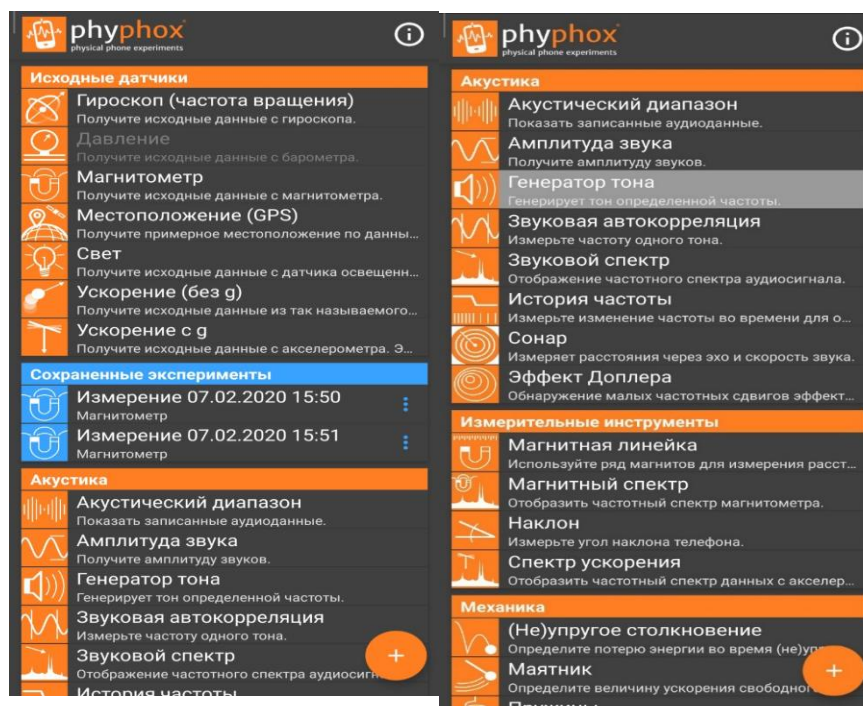 phyphox
physical phone experiments
Исходные датчики
Гироскоп (частота вращения)
Получите исходные данные с гироскопа.
Давление
Получите исходные данные с барометра.
Магнитометр
Получите исходные данные с магнитометра.
Местоположение (GPS)
Получите примерное местоположение по данны...
Свет
Получите исходные данные с датчика освещенн...
Ускорение (без g)
Получите исходные данные из так называемого...
Ускорение с g
Получите исходные данные с акселерометра. Э...
Сохраненные эксперименты
Измерение 07.02.2020 15:50
Магнитометр
Измерение 07.02.2020 15:51
Магнитометр
Акустика
Акустический диапазон
Показать записанные аудиоданные.
Амплитуда звука
Получите амплитуду звуков.
Генератор тона
Генерирует тон определенной частоты.
Звуковая автокорреляция
Измерьте частоту одного тона.
Звуковой спектр
Отображение частотного спектра аудиосигн
История частоты
phyphox
physical phone experiments
Акустика
Акустический диапазон
Показать записанные аудиоданные.
Амплитуда звука
Получите амплитуду звуков.
Генератор тона
Генерирует тон определенной частоты.
Звуковая автокорреляция
Измерьте частоту одного тона.
Звуковой спектр
Отображение частотного спектра аудиосигнала.
История частоты
Измерьте изменение частоты во времени для о...
Сонар
Измеряет расстояния через эхо и скорость звука.
Эффект Доплера
Обнаружение малых частотных сдвигов эффект...
Измерительные инструменты
Магнитная линейка
Используйте ряд магнитов для измерения расст...
Магнитный спектр
Отобразить частотный спектр магнитометра.
Наклон
Измерьте угол наклона телефона.
Спектр ускорения
Отобразить частотный спектр данных с акселер...
Механика
(Не)упругое столкновение
Определите потерю энергии во время (не)уп
Маятник
Определите величину ускорения свободно